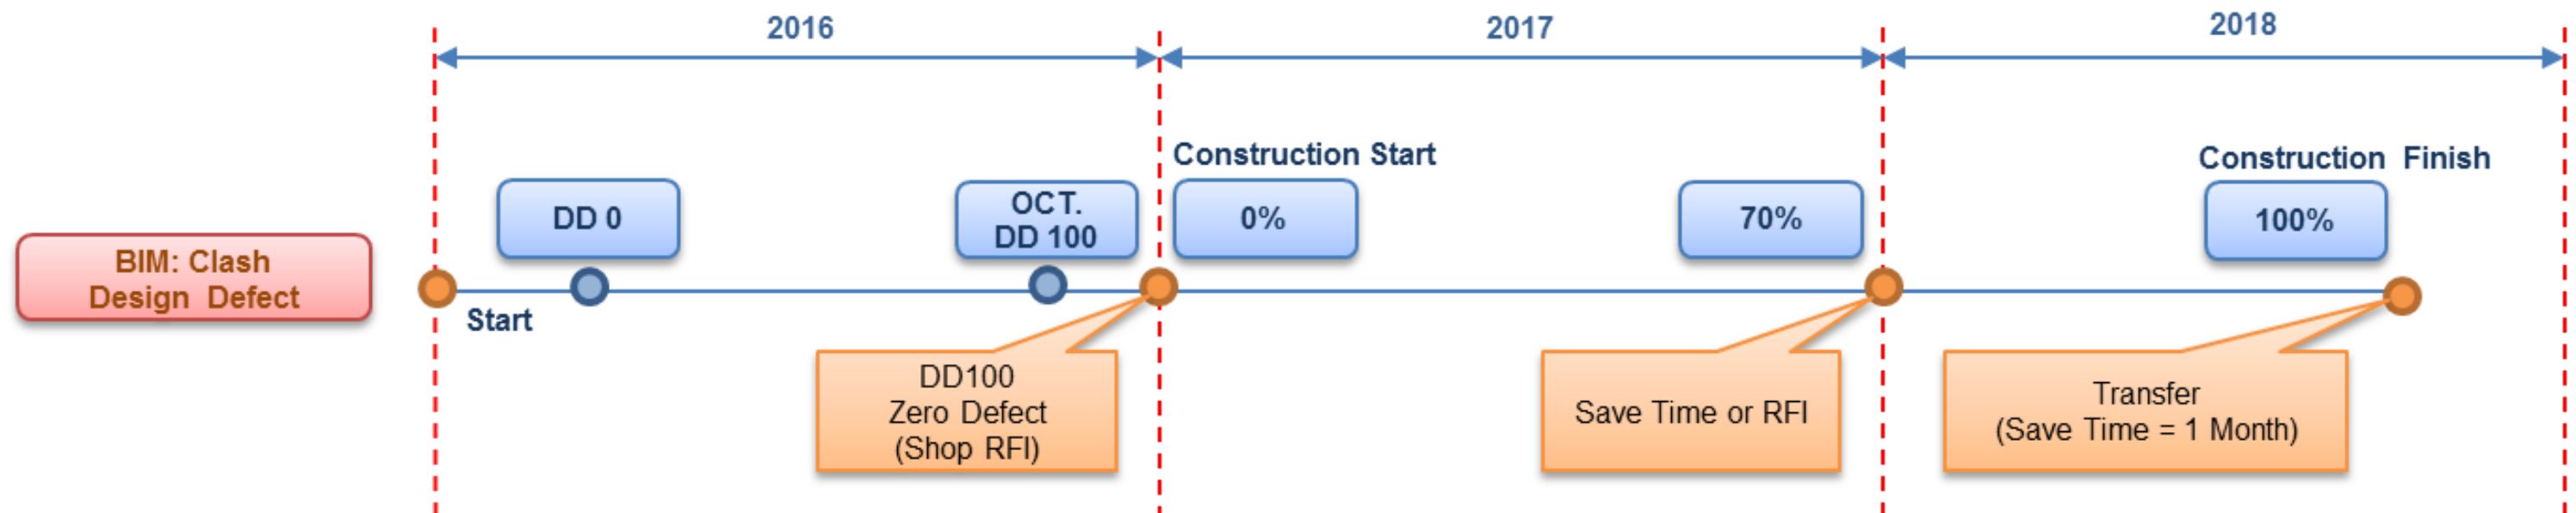 2016
2017
2018
Construction Start
Construction Finish
DD 0
OCT.
DD 100
0%
70%
100%
BIM: Clash
Design Defect
Start
DD100
Zero Defect
(Shop RFI)
Save Time or RFI
Transfer
(Save Time = 1 Month)